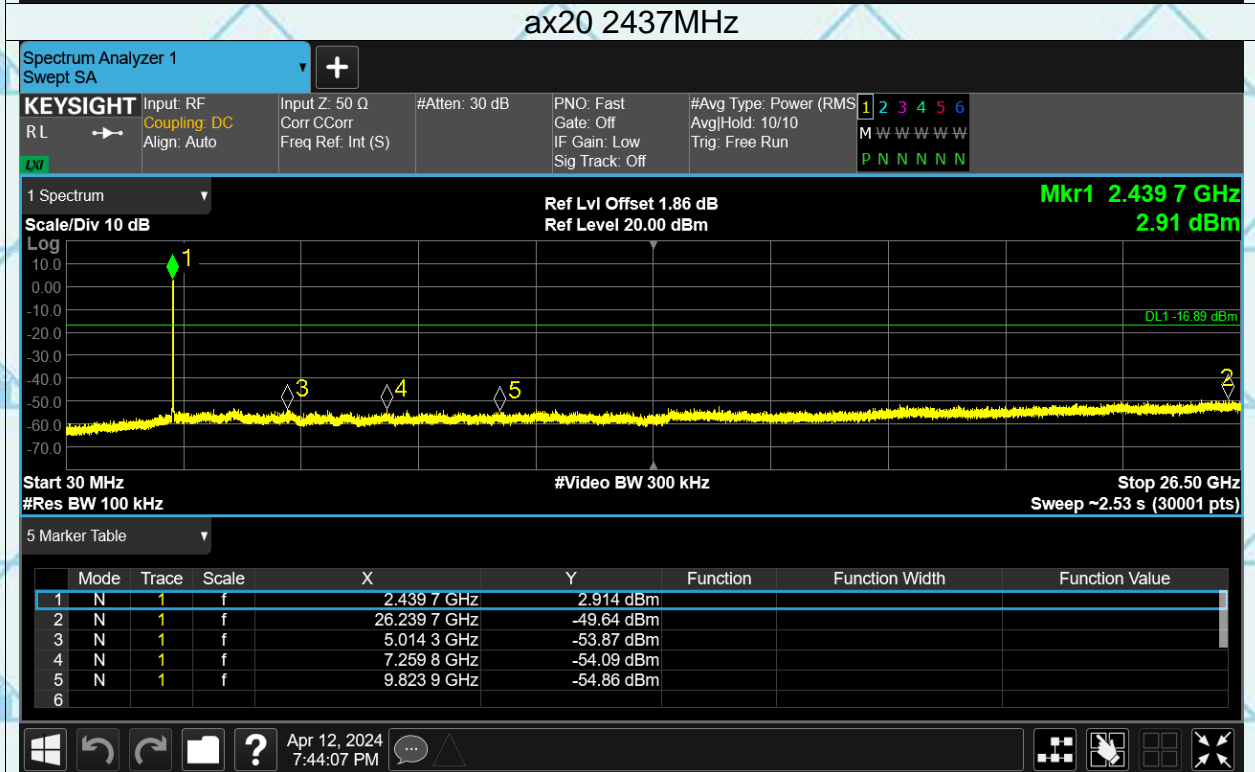 ax20 2437MHz
Spectrum Analyzer 1
Swept SA
KEYSIGHT
R L
LXI
Input: RF
Coupling: DC
Align: Auto
Input Z: 50 Ω
Corr CCorr
Freq Ref: Int (S)
#Atten: 30 dB
PNO: Fast
Gate: Off
IF Gain: Low
Sig Track: Off
#Avg Type: Power (RMS
Avg|Hold: 10/10
Trig: Free Run
1 2 3 4 5 6
M W W W W W
P N N N N N
1 Spectrum
Scale/Div 10 dB
Log
Ref Lvl Offset 1.86 dB
Ref Level 20.00 dBm
Mkr1 2.439 7 GHz
2.91 dBm
10.0
0.00
-10.0
-20.0
-30.0
-40.0
-50.0
-60.0
-70.0
1
3
4
5
2
DL1 -16.89 dBm
Start 30 MHz
#Res BW 100 kHz
#Video BW 300 kHz
Stop 26.50 GHz
Sweep ~2.53 s (30001 pts)
5 Marker Table
Mode Trace Scale X Y Function Function Width Function Value
1 N 1 f 2.439 7 GHz 2.914 dBm
2 N 1 f 26.239 7 GHz -49.64 dBm
3 N 1 f 5.014 3 GHz -53.87 dBm
4 N 1 f 7.259 8 GHz -54.09 dBm
5 N 1 f 9.823 9 GHz -54.86 dBm
6
?
Apr 12, 2024
7:44:07 PM